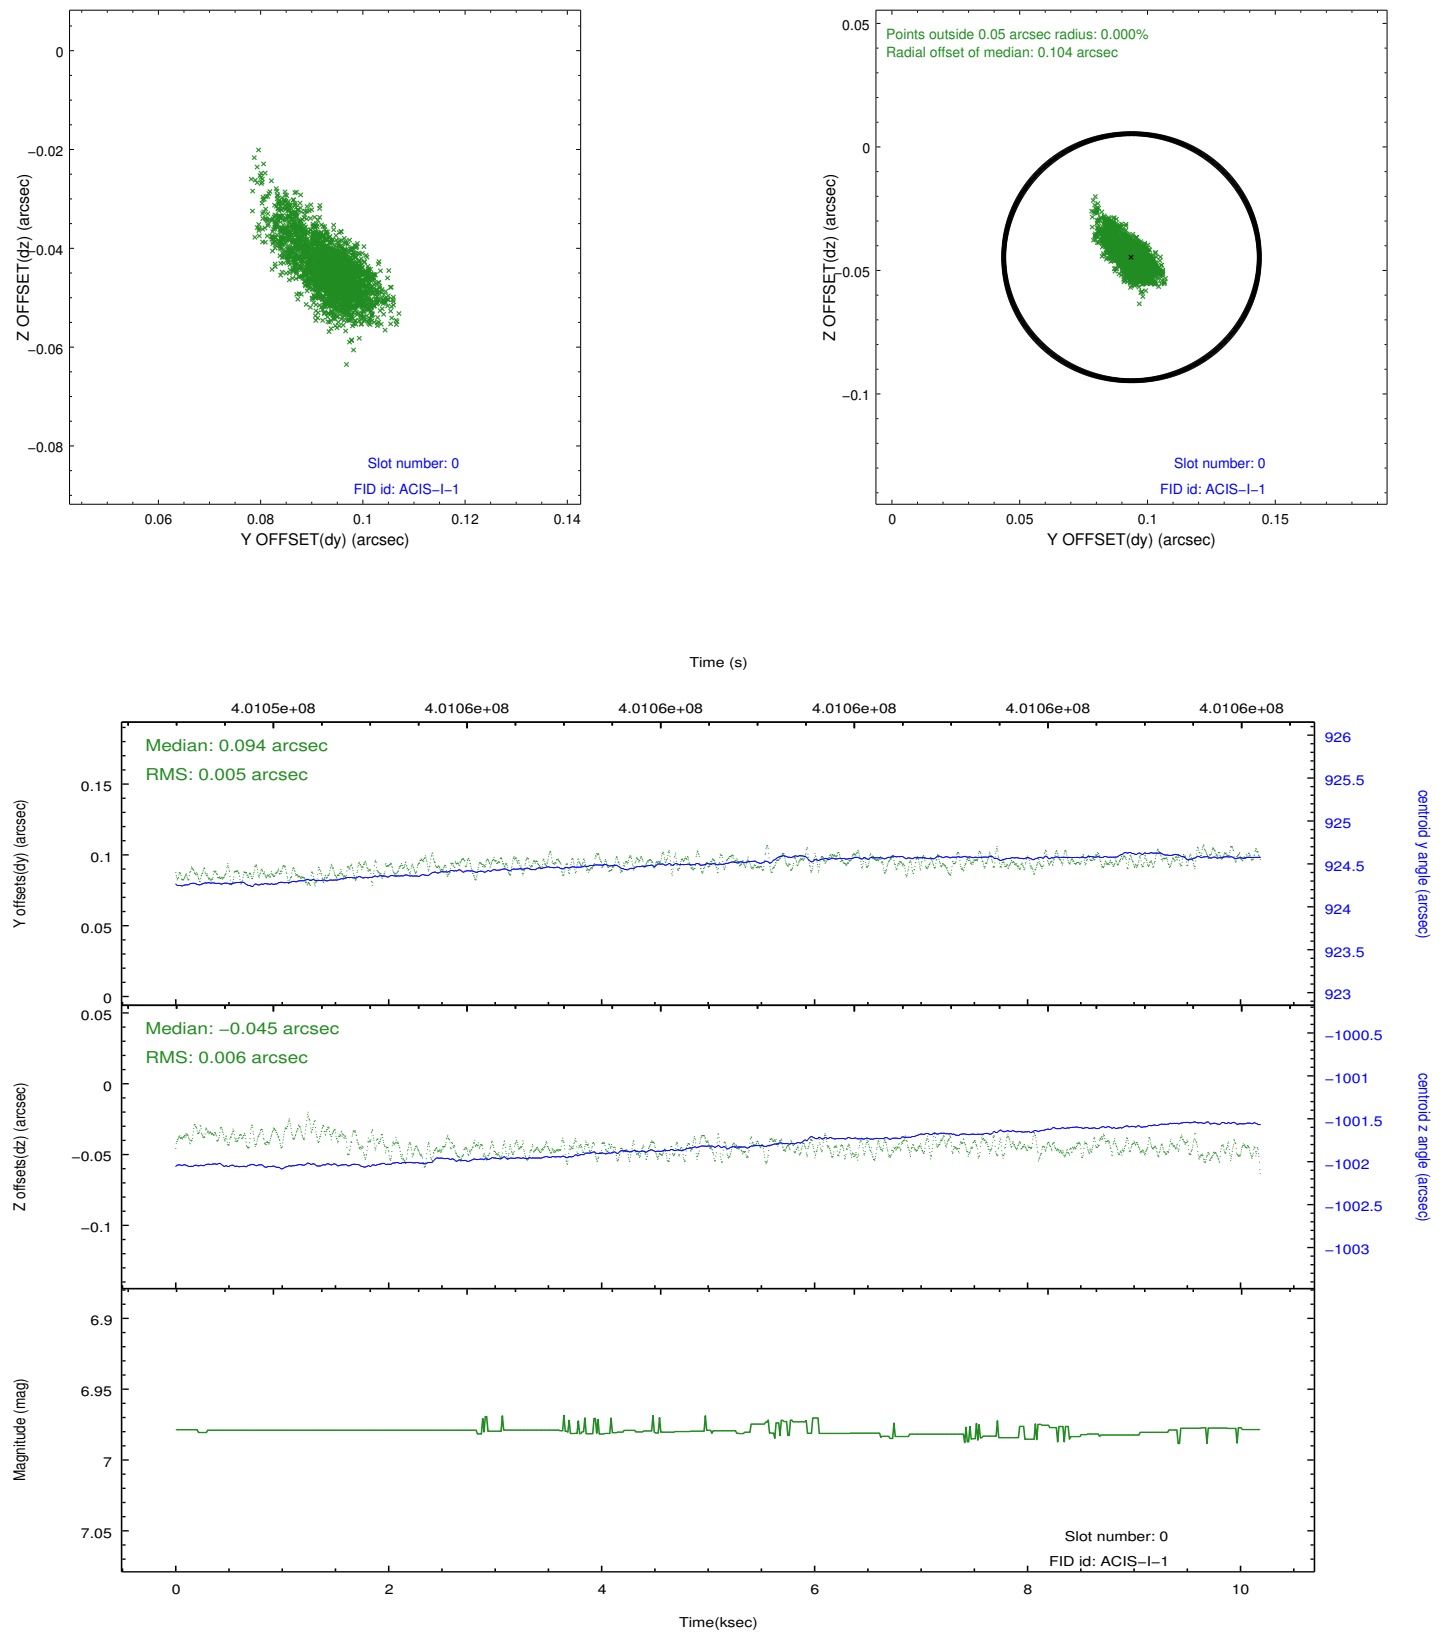 0
−0.02
−0.04
−0.06
−0.08
Z OFFSET(dz) (arcsec)
Slot number: 0
FID id: ACIS−I−1
0.06
0.08
0.1
0.12
0.14
Y OFFSET(dy) (arcsec)
Points outside 0.05 arcsec radius: 0.000%
Radial offset of median: 0.104 arcsec
0.05
0
−0.05
−0.1
Z OFFSET(dz) (arcsec)
Slot number: 0
FID id: ACIS−I−1
0
0.05
0.1
0.15
Y OFFSET(dy) (arcsec)
Time (s)
4.0105e+08
4.0106e+08
4.0106e+08
4.0106e+08
4.0106e+08
4.0106e+08
Median: 0.094 arcsec
RMS: 0.005 arcsec
0.15
0.1
0.05
0
Y offsets(dy) (arcsec)
926
925.5
925
924.5
924
923.5
923
centroid y angle (arcsec)
Median: −0.045 arcsec
RMS: 0.006 arcsec
0.05
0
−0.05
−0.1
Z offsets(dz) (arcsec)
−1000.5
−1001
−1001.5
−1002
−1002.5
−1003
centroid z angle (arcsec)
6.9
6.95
7
7.05
Magnitude (mag)
Slot number: 0
FID id: ACIS−I−1
0
2
4
6
8
10
Time(ksec)